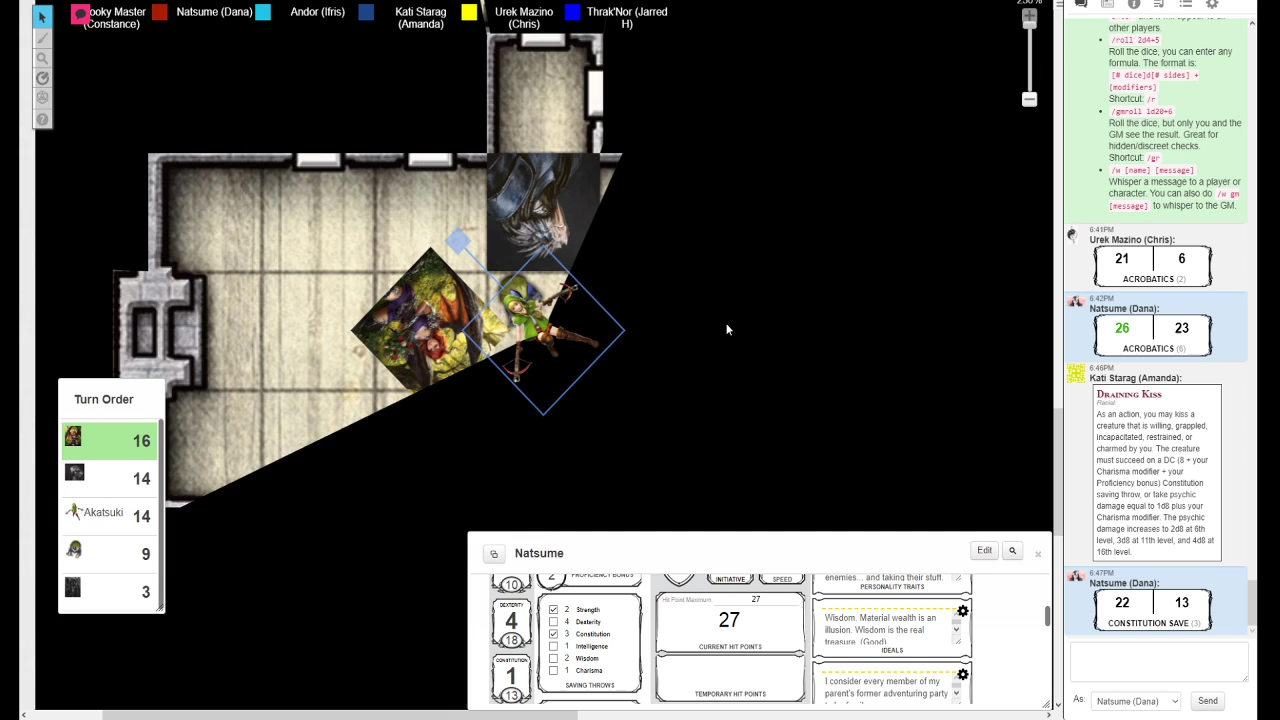 ooky Master
(Constance)
Natsume (Dana)
Andor (Ifris)
Kati Starag
(Amanda)
Urek Mazino
(Chris)
Thrak'Nor (Jarred
H)
Turn Order
16
14
Akatsuki 14
9
3
Natsume
Edit
10
2
PROFICIENCY BONUS
DEXTERITY
4
18
CONSTITUTION
1
13
2 Strength
4 Dexterity
3 Constitution
1 Intelligence
2 Wisdom
1 Charisma
SAVING THROWS
INITIATIVE
SPEED
Hit Point Maximum 27
27
CURRENT HIT POINTS
TEMPORARY HIT POINTS
enemies... and taking their stuff.
PERSONALITY TRAITS
Wisdom. Material wealth is an
illusion. Wisdom is the real
treasure. (Good)
IDEALS
I consider every member of my
parent's former adventuring party
other players.
/roll 2d4+5
Roll the dice, you can enter any
formula. The format is:
[# dice]d[# sides] +
[modifiers]
Shortcut: /r
/gmroll 1d20+6
Roll the dice, but only you and the
GM see the result. Great for
hidden/discreet checks.
Shortcut: /gr
/w [name] [message]
Whisper a message to a player or
character. You can also do /w gm
[message] to whisper to the GM.
6:41PM
Urek Mazino (Chris):
21 6
ACROBATICS (2)
6:42PM
Natsume (Dana):
26 23
ACROBATICS (6)
6:46PM
Kati Starag (Amanda):
DRAINING KISS
Racial
As an action, you may kiss a
creature that is willing, grappled,
incapacitated, restrained, or
charmed by you. The creature
must succeed on a DC (8 + your
Charisma modifier + your
Proficiency bonus) Constitution
saving throw, or take psychic
damage equal to 1d8 plus your
Charisma modifier. The psychic
damage increases to 2d8 at 6th
level, 3d8 at 11th level, and 4d8 at
16th level.
6:47PM
Natsume (Dana):
22 13
CONSTITUTION SAVE (3)
As: Natsume (Dana)
Send